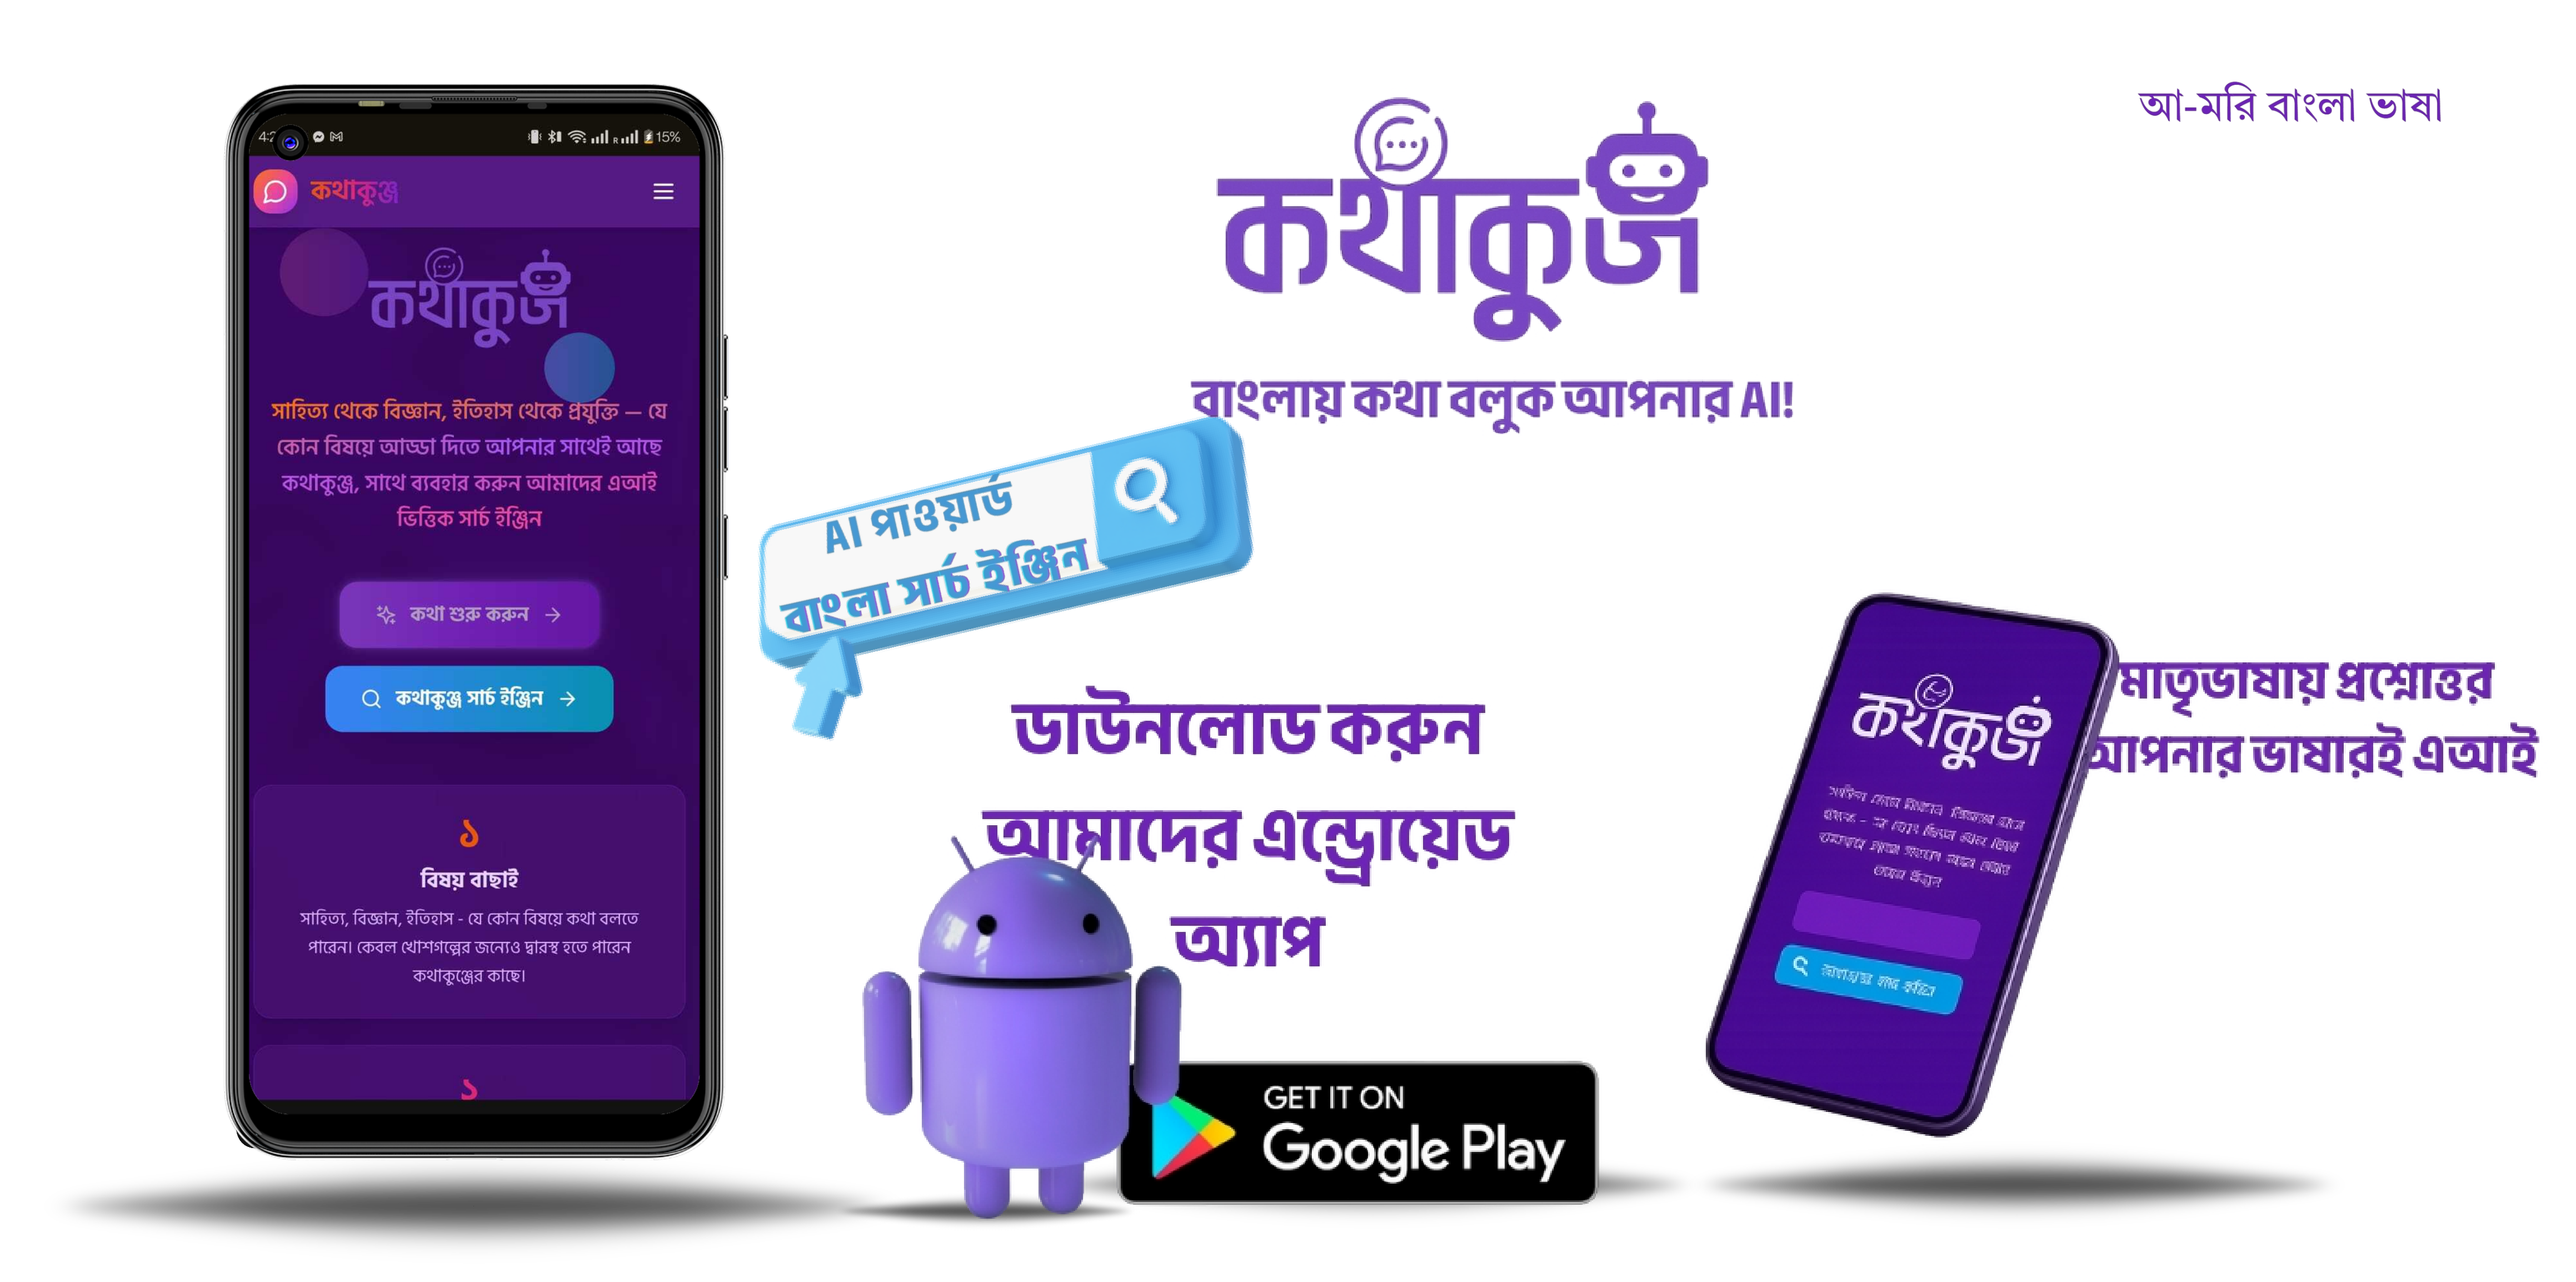 আ-মরি বাংলা ভাষা
কথাকুঞ্জ
বাংলায় কথা বলুক আপনার AI!
4:2
15%
কথাকুঞ্জ
কথাকুঞ্জ
সাহিত্য থেকে বিজ্ঞান, ইতিহাস থেকে প্রযুক্তি — যে
কোন বিষয়ে আড্ডা দিতে আপনার সাথেই আছে
কথাকুঞ্জ, সাথে ব্যবহার করুন আমাদের এআই
ভিত্তিক সার্চ ইঞ্জিন
কথা শুরু করুন
কথাকুঞ্জ সার্চ ইঞ্জিন
১
বিষয় বাছাই
সাহিত্য, বিজ্ঞান, ইতিহাস - যে কোন বিষয়ে কথা বলতে
পারেন। কেবল খোশগল্পের জন্যেও দ্বারস্থ হতে পারেন
কথাকুঞ্জের কাছে।
AI পাওয়ার্ড
বাংলা সার্চ ইঞ্জিন
ডাউনলোড করুন
আমাদের এন্ড্রোয়েড
অ্যাপ
GET IT ON
Google Play
কথাকুঞ্জ
মাতৃভাষায় প্রশ্নোত্তর
আপনার ভাষারই এআই